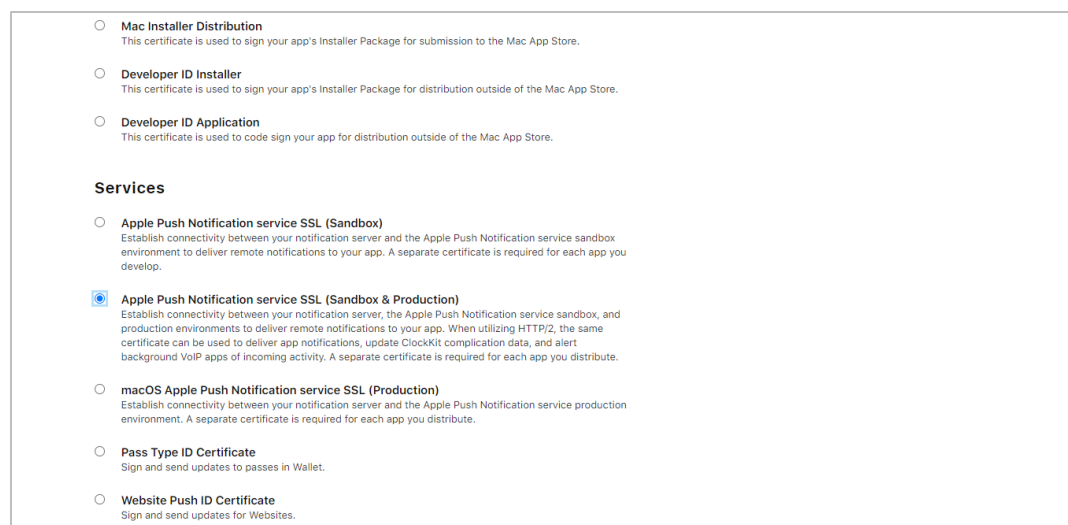 Mac Installer Distribution
This certificate is used to sign your app's Installer Package for submission to the Mac App Store.
Developer ID Installer
This certificate is used to sign your app's Installer Package for distribution outside of the Mac App Store.
Developer ID Application
This certificate is used to code sign your app for distribution outside of the Mac App Store.
Services
Apple Push Notification service SSL (Sandbox)
Establish connectivity between your notification server and the Apple Push Notification service sandbox
environment to deliver remote notifications to your app. A separate certificate is required for each app you
develop.
Apple Push Notification service SSL (Sandbox & Production)
Establish connectivity between your notification server, the Apple Push Notification service sandbox, and
production environments to deliver remote notifications to your app. When utilizing HTTP/2, the same
certificate can be used to deliver app notifications, update ClockKit complication data, and alert
background VoIP apps of incoming activity. A separate certificate is required for each app you distribute.
macOS Apple Push Notification service SSL (Production)
Establish connectivity between your notification server and the Apple Push Notification service production
environment. A separate certificate is required for each app you distribute.
Pass Type ID Certificate
Sign and send updates to passes in Wallet.
Website Push ID Certificate
Sign and send updates for Websites.